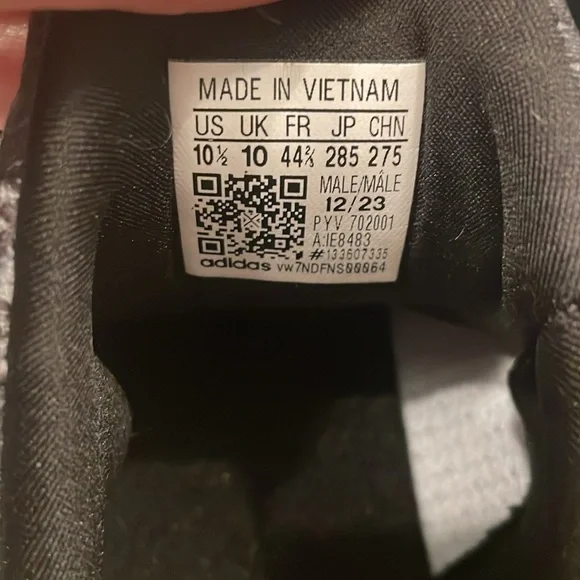 MADE IN VIETNAM
US UK FR JP CHN
10½ 10 44⅔ 285 275
MALE/MÂLE
12/23
PYV 702001
A:IE8483
#133607335
adidas VW7NDFNS00064